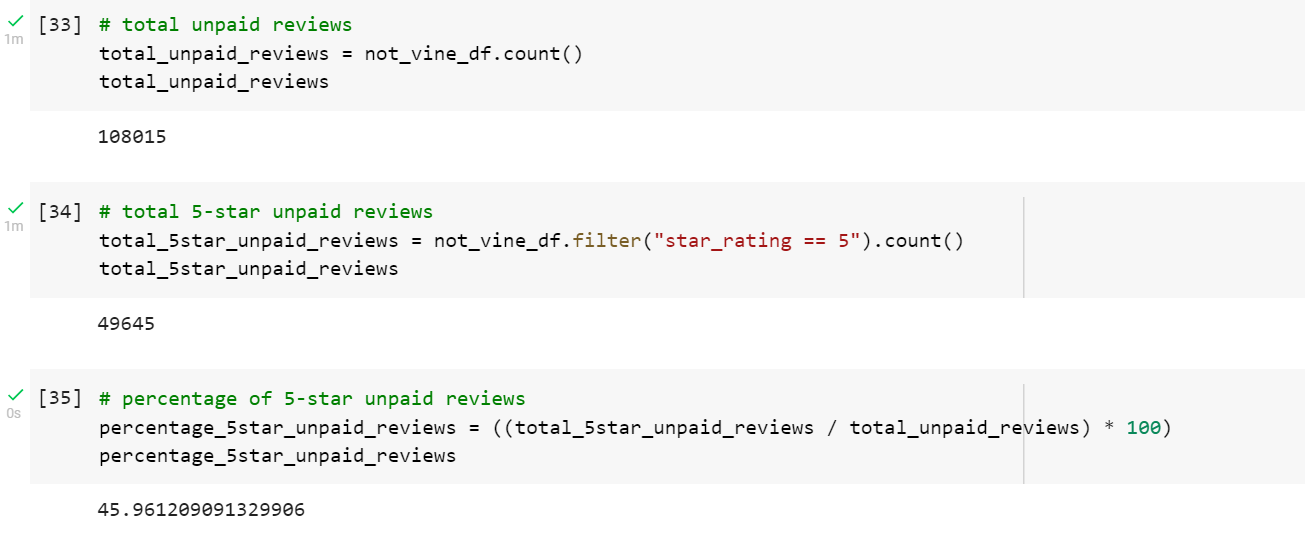 [33] # total unpaid reviews
1m
total_unpaid_reviews = not_vine_df.count()
total_unpaid_reviews
108015
[34] # total 5-star unpaid reviews
1m
total_5star_unpaid_reviews = not_vine_df.filter("star_rating == 5").count()
total_5star_unpaid_reviews
49645
[35] # percentage of 5-star unpaid reviews
0s
percentage_5star_unpaid_reviews = ((total_5star_unpaid_reviews / total_unpaid_reviews) * 100)
percentage_5star_unpaid_reviews
45.961209091329906